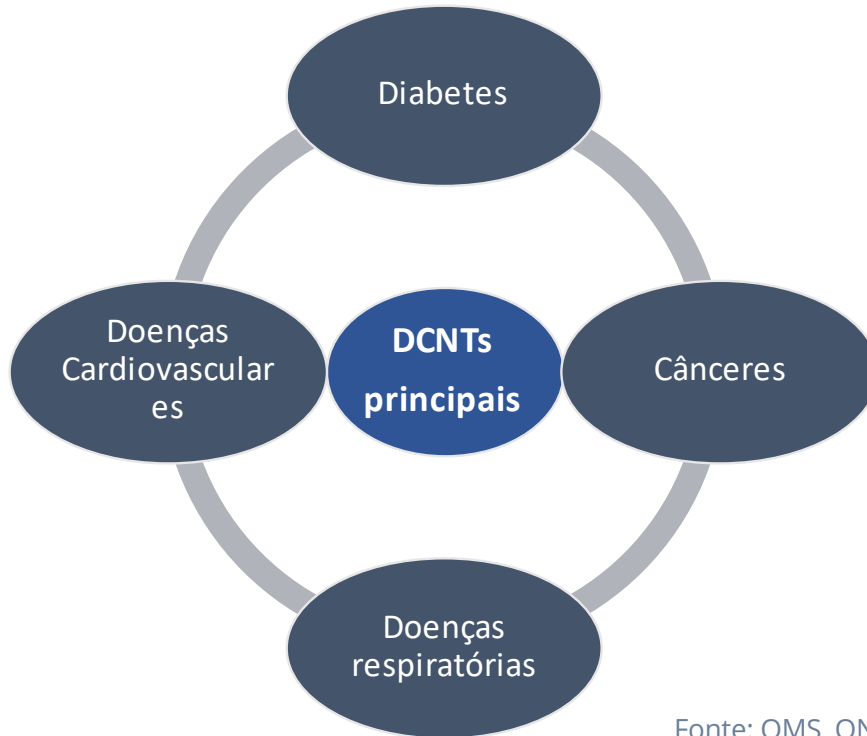 Diabetes
Doenças
Cardiovascular
es
DCNTs
principais
Cânceres
Doenças
respiratórias
Fonte: OMS